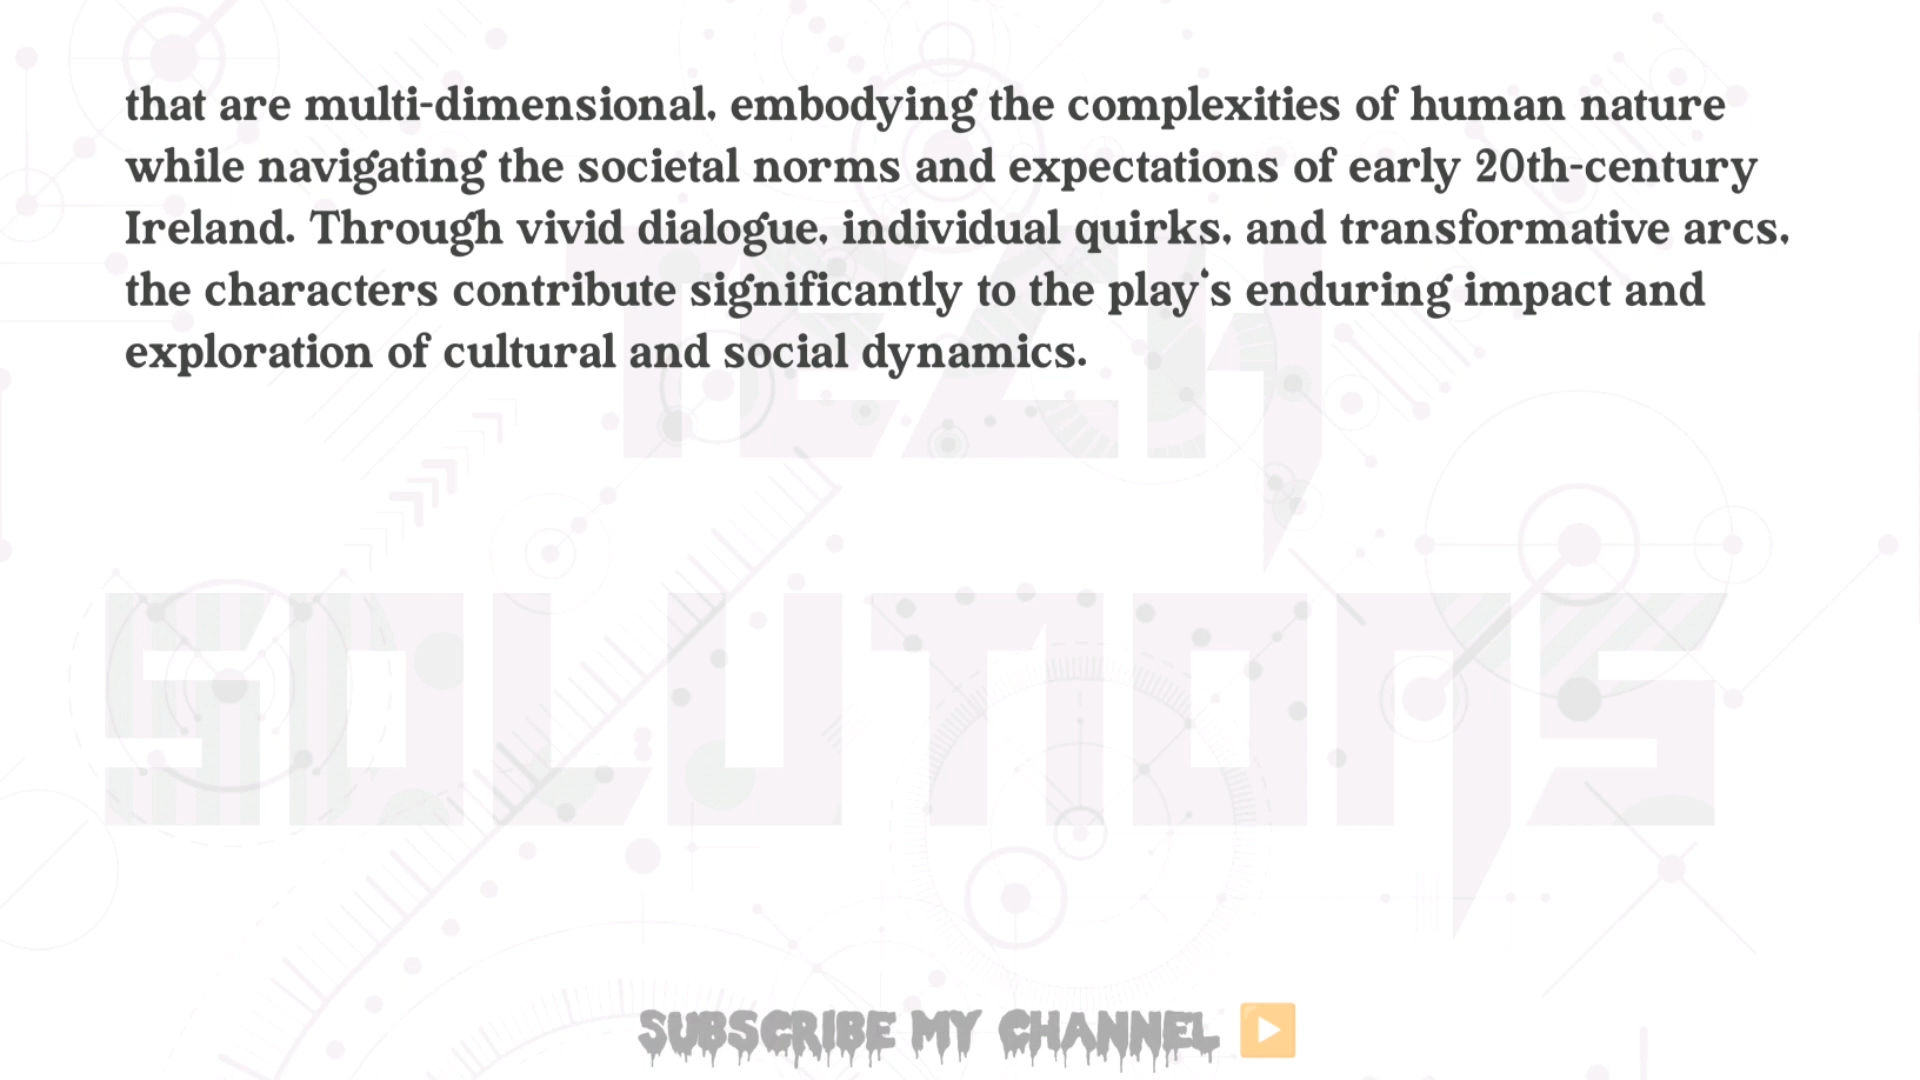 that are multi-dimensional, embodying the complexities of human nature
while navigating the societal norms and expectations of early 20th-century
Ireland. Through vivid dialogue, individual quirks, and transformative arcs,
the characters contribute significantly to the play's enduring impact and
exploration of cultural and social dynamics.
TEZH
SOLUTIONS
SUBSCRIBE MY CHANNEL